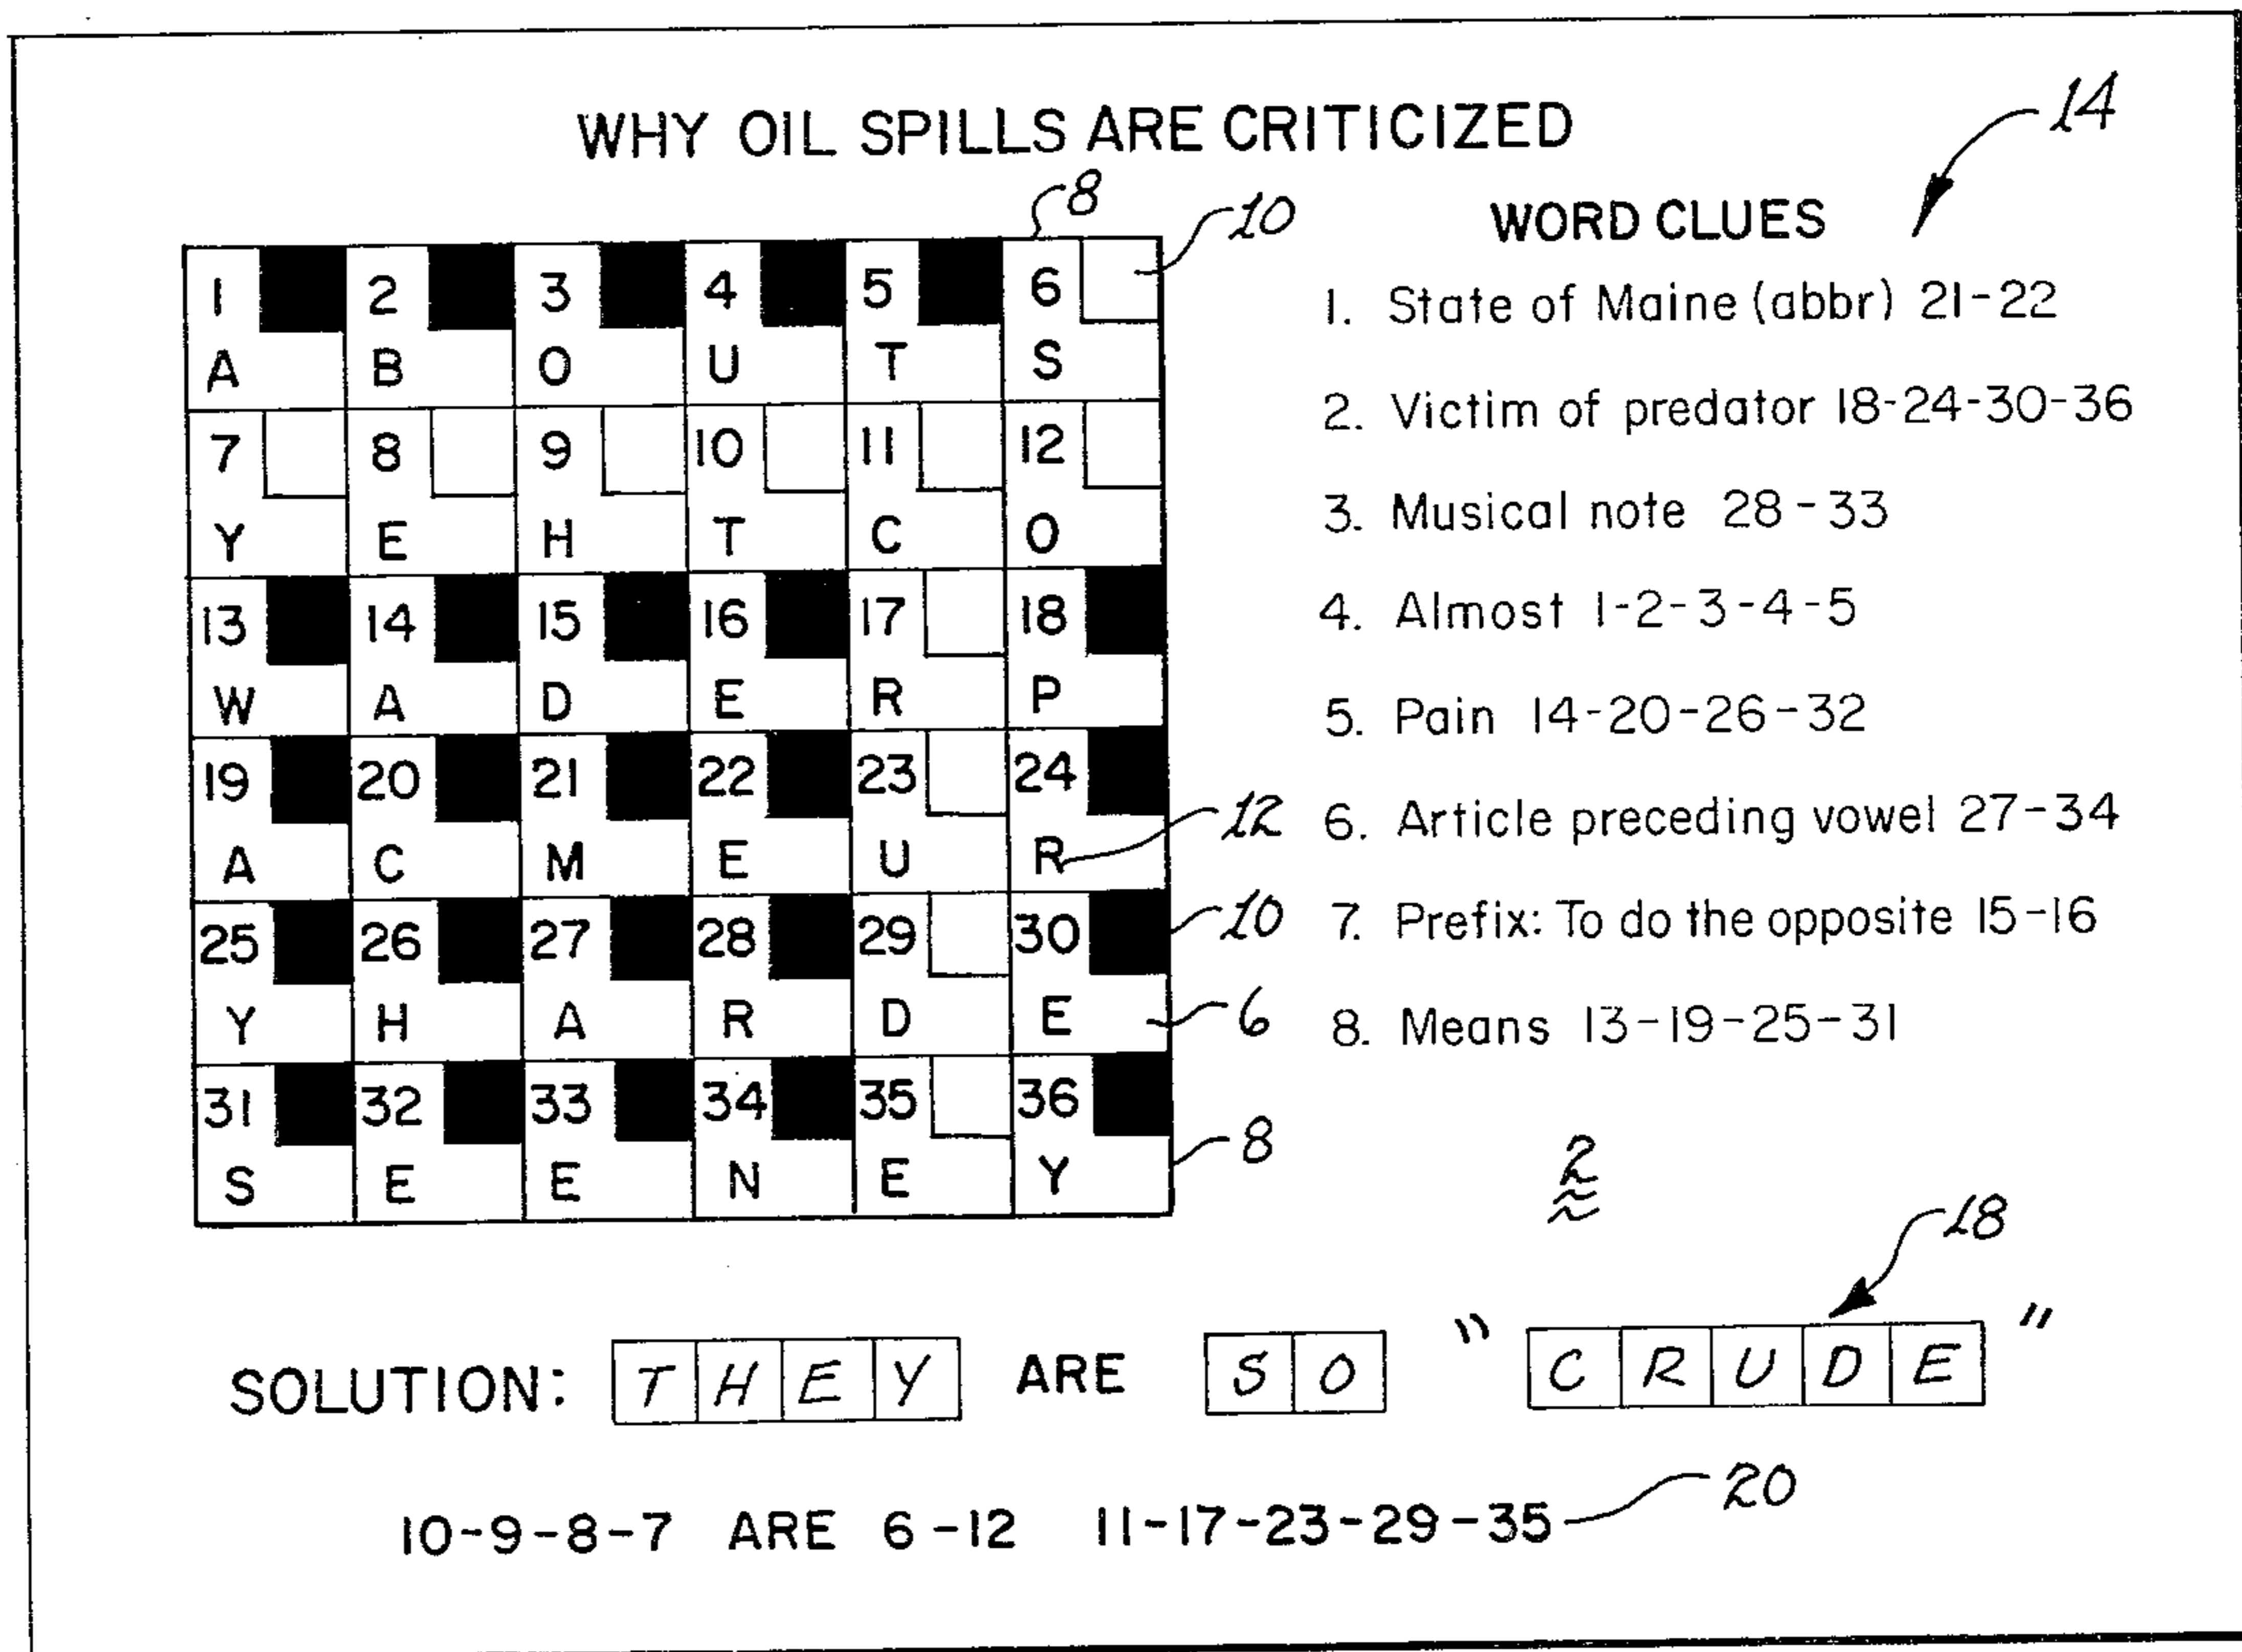 WHY OIL SPILLS ARE CRITICIZED
14
8
10
1 2 3 4 5 6
A B O U T S
7 8 9 10 11 12
Y E H T C O
13 14 15 16 17 18
W A D E R P
19 20 21 22 23 24
A C M E U R
12
25 26 27 28 29 30
10
Y H A R D E
6
31 32 33 34 35 36
S E E N E Y
8
WORD CLUES
1. State of Maine (abbr) 21-22
2. Victim of predator 18-24-30-36
3. Musical note 28-33
4. Almost 1-2-3-4-5
5. Pain 14-20-26-32
6. Article preceding vowel 27-34
7. Prefix: To do the opposite 15-16
8. Means 13-19-25-31
2
18
SOLUTION: T H E Y ARE S O " C R U D E "
10-9-8-7 ARE 6-12 11-17-23-29-35
20